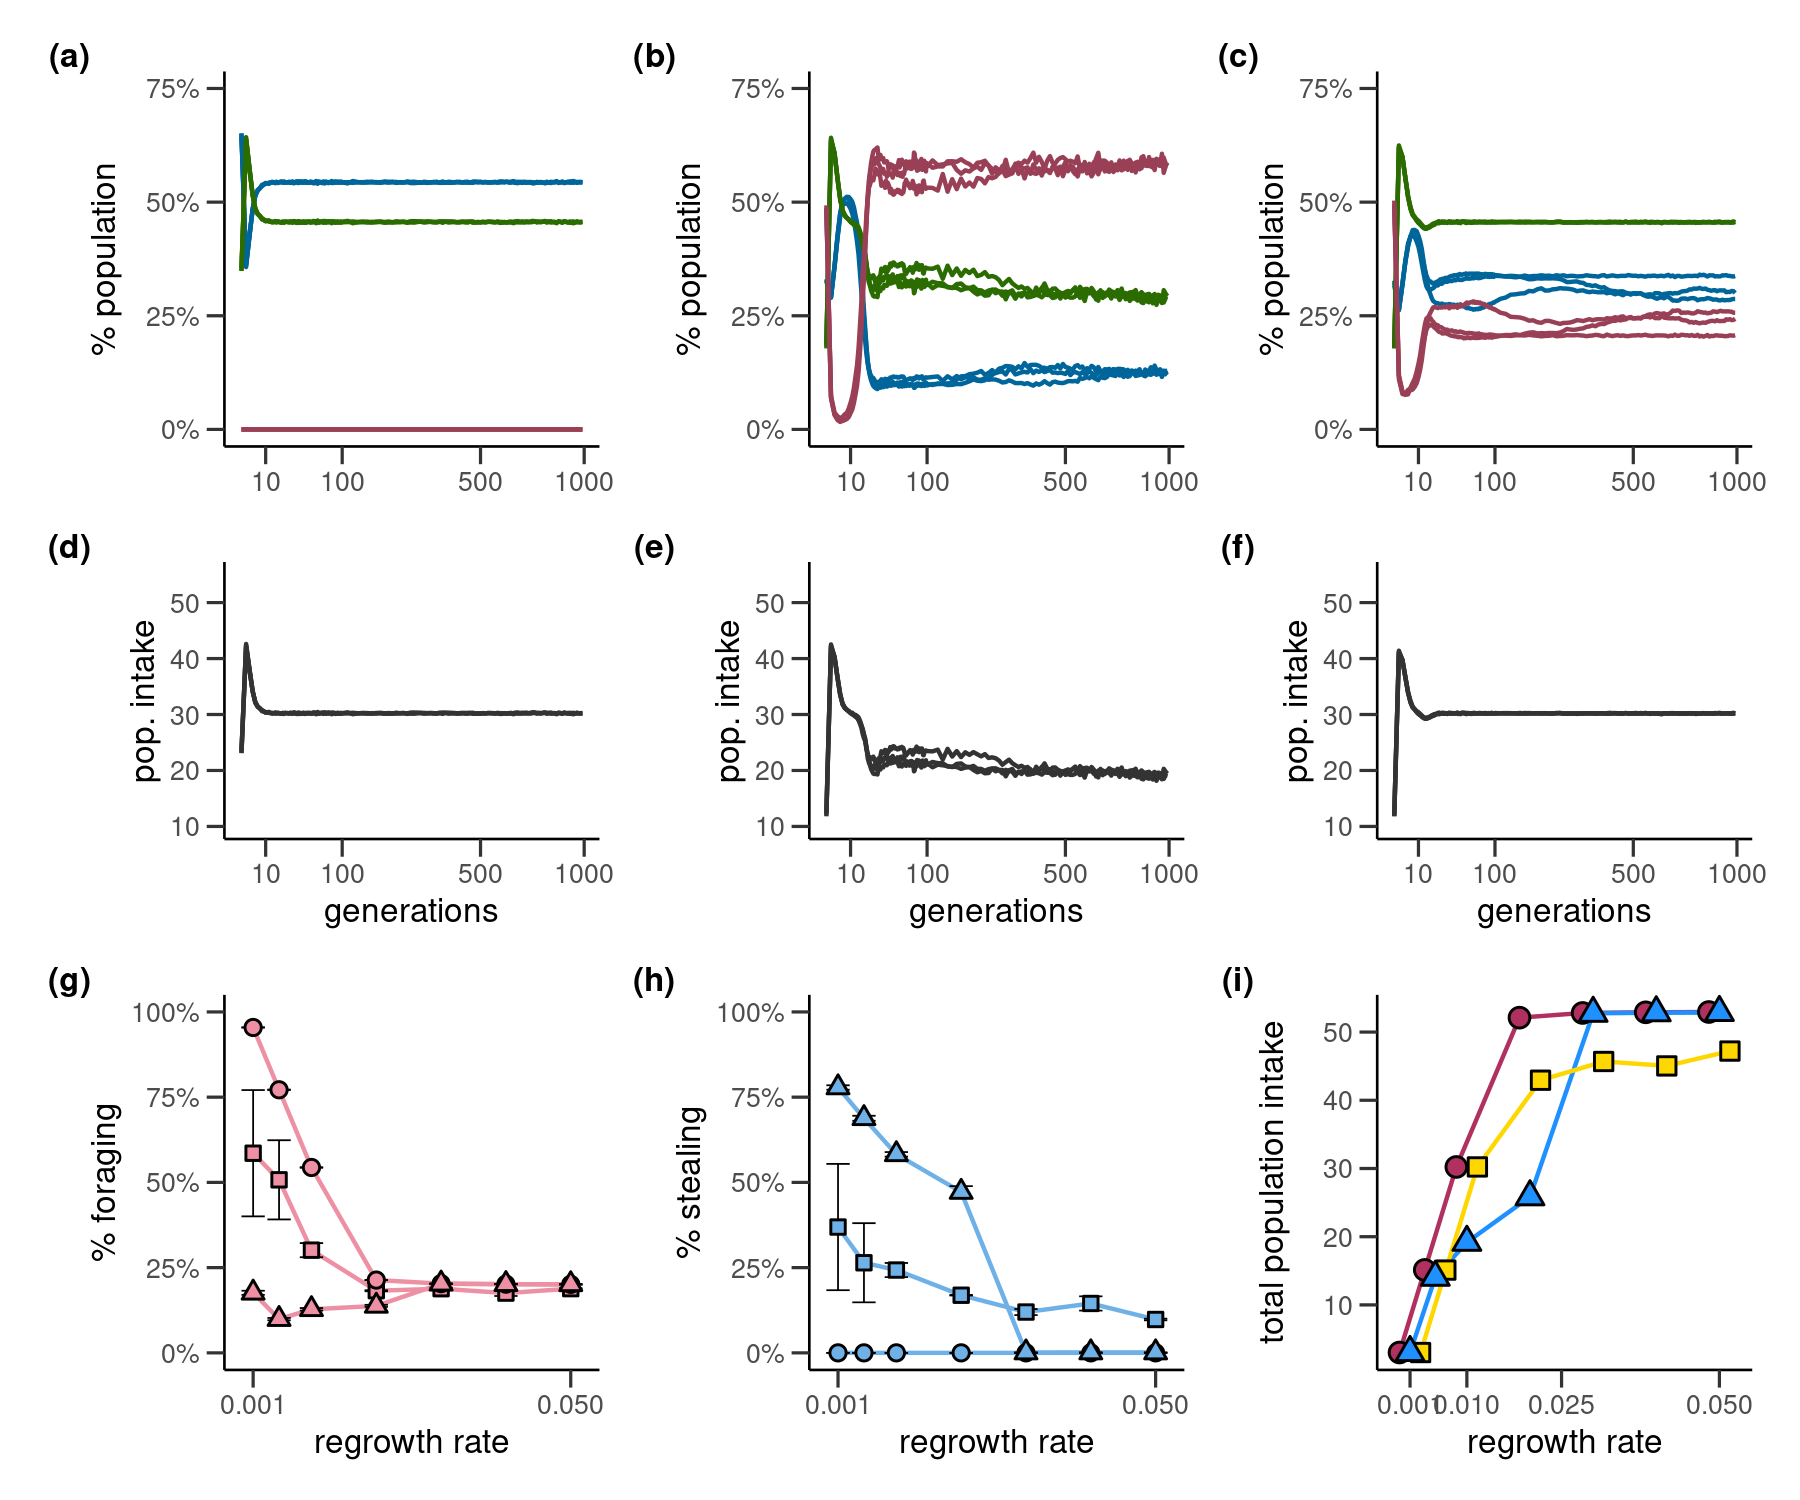 (a)
75%
50%
25%
0%
% population
10 100 500 1000
(b)
75%
50%
25%
0%
% population
10 100 500 1000
(c)
75%
50%
25%
0%
% population
10 100 500 1000
(d)
50
40
30
20
10
pop. intake
10 100 500 1000
generations
(e)
50
40
30
20
10
pop. intake
10 100 500 1000
generations
(f)
50
40
30
20
10
pop. intake
10 100 500 1000
generations
(g)
100%
75%
50%
25%
0%
% foraging
0.001 0.050
regrowth rate
(h)
100%
75%
50%
25%
0%
% stealing
0.001 0.050
regrowth rate
(i)
50
40
30
20
10
total population intake
0.001 0.010 0.025 0.050
regrowth rate